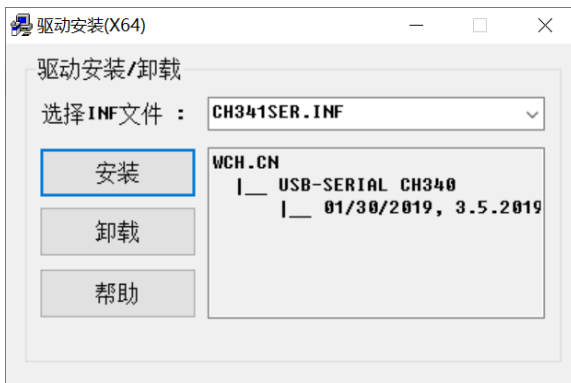 驱动安装(X64)
驱动安装/卸载
选择INF文件 : CH341SER.INF
安装
卸载
帮助
WCH.CN
|__ USB-SERIAL CH340
|__ 01/30/2019, 3.5.2019